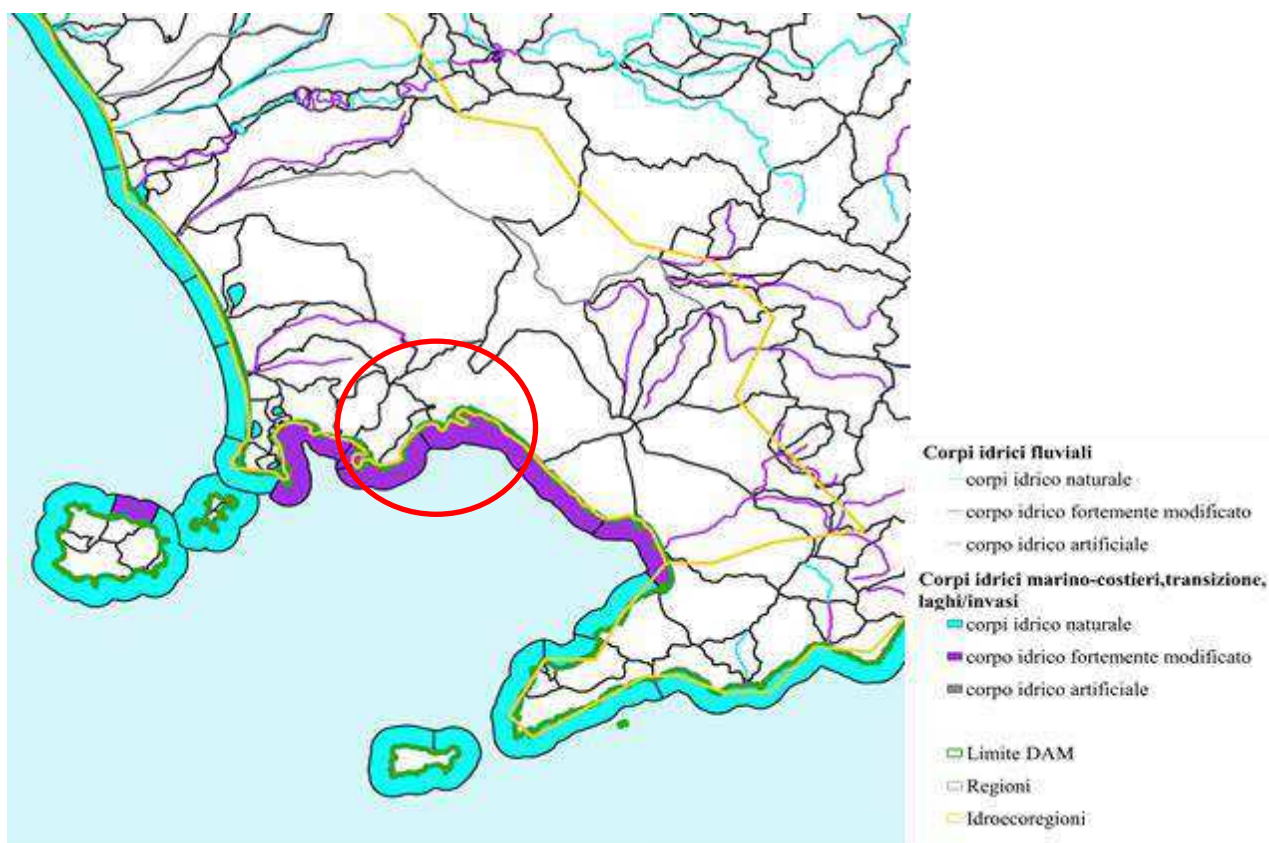 Corpi idrici fluviali
corpi idrico naturale
corpo idrico fortemente modificato
corpo idrico artificiale
Corpi idrici marino-costieri,transizione,
laghi/invasi
corpi idrico naturale
corpo idrico fortemente modificato
corpo idrico artificiale
Limite DAM
Regioni
Idroecoregioni